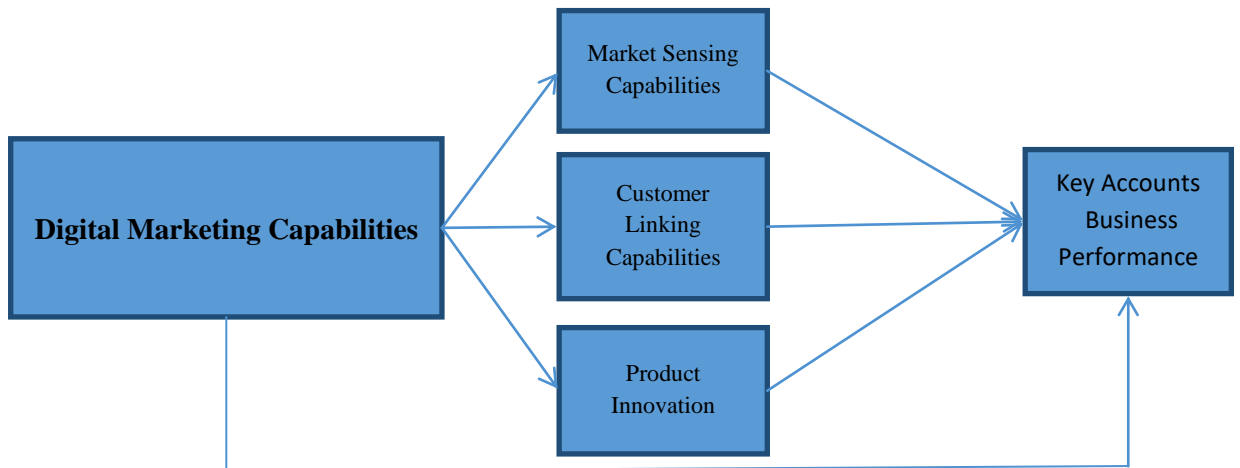 Market Sensing
Capabilities
Digital Marketing Capabilities
Customer
Linking
Capabilities
Key Accounts
Business
Performance
Product
Innovation